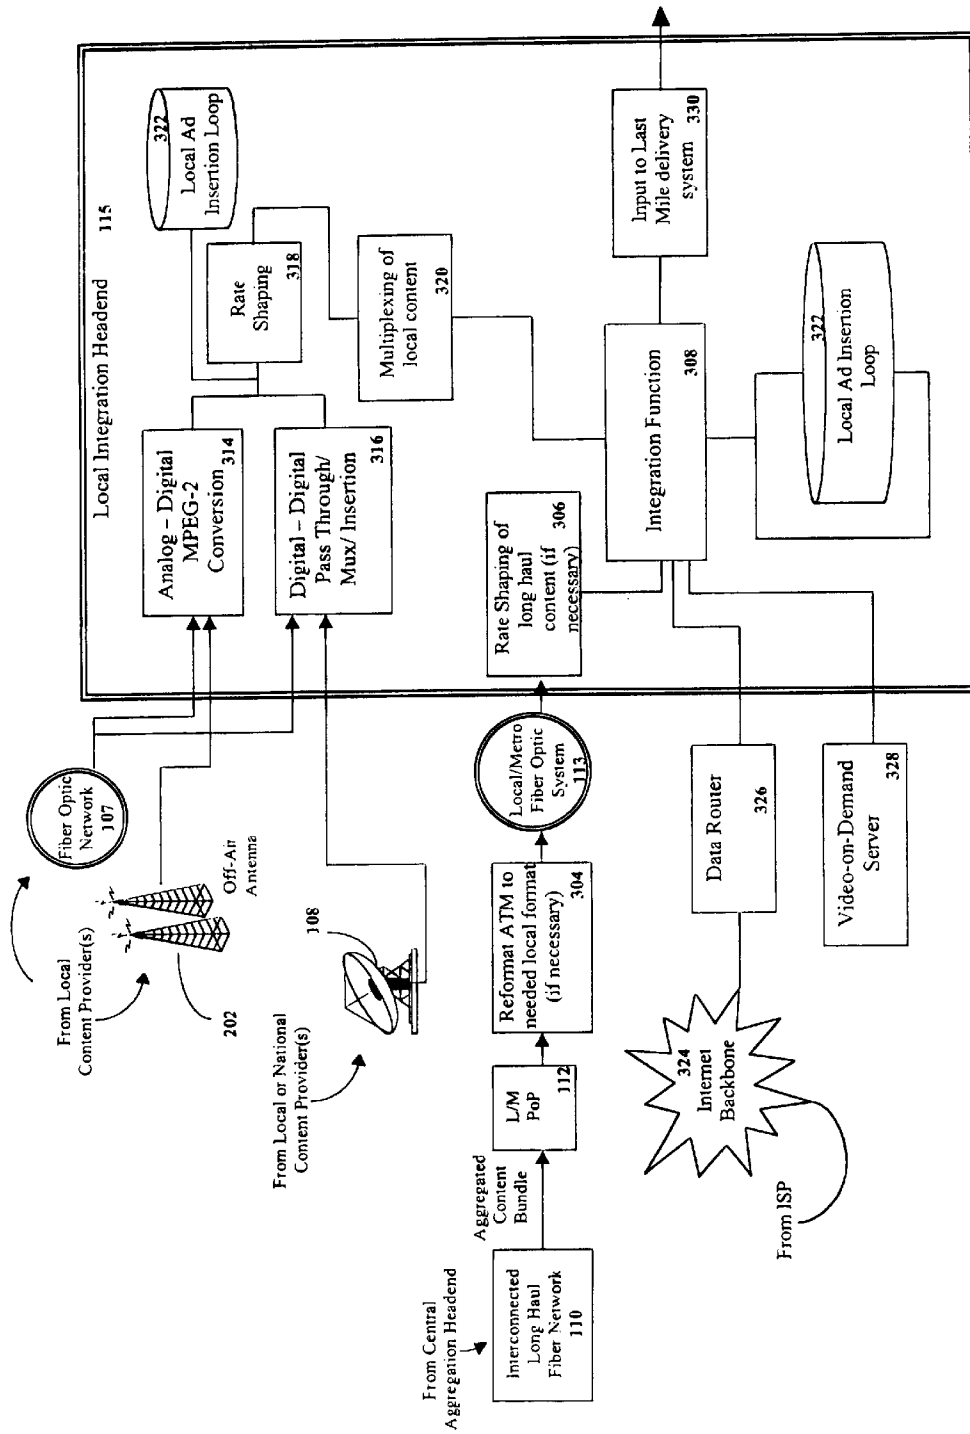 Local Integration Headend
115
322
Local Ad
Insertion Loop
Rate
Shaping
318
Analog – Digital
MPEG-2
Conversion
314
Digital – Digital
Pass Through/
Mux/ Insertion
316
Multiplexing of
local content
320
Fiber Optic
Network
107
From Local
Content Provider(s)
Off-Air
Antenna
202
108
From Local or National
Content Provider(s)
From Central
Aggregation Headend
Interconnected
Long Haul
Fiber Network
110
Aggregated
Content
Bundle
L/M
PoP
112
Reformat ATM to
needed local format
(if necessary)
304
Local/Metro
Fiber Optic
System
113
Rate Shaping of
long haul
content (if
necessary)
306
Integration Function
308
Input to Last
Mile delivery
system
330
322
Local Ad Insertion
Loop
324
Internet
Backbone
From ISP
Data Router
326
Video-on-Demand
Server
328